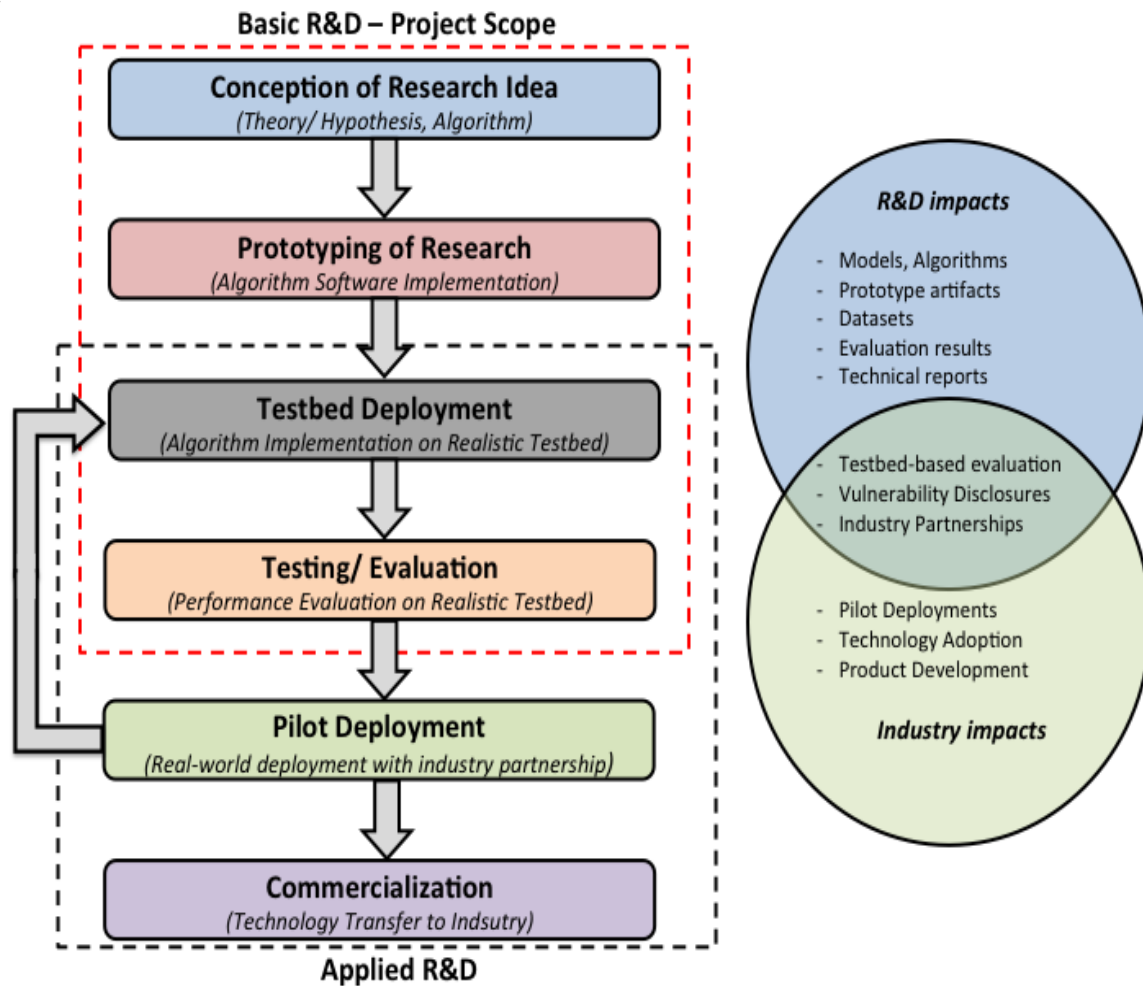 Basic R&D – Project Scope
Conception of Research Idea
(Theory/ Hypothesis, Algorithm)
Prototyping of Research
(Algorithm Software Implementation)
Testbed Deployment
(Algorithm Implementation on Realistic Testbed)
Testing/ Evaluation
(Performance Evaluation on Realistic Testbed)
Pilot Deployment
(Real-world deployment with industry partnership)
Commercialization
(Technology Transfer to Indsutry)
Applied R&D
R&D impacts
- Models, Algorithms
- Prototype artifacts
- Datasets
- Evaluation results
- Technical reports
- Testbed-based evaluation
- Vulnerability Disclosures
- Industry Partnerships
- Pilot Deployments
- Technology Adoption
- Product Development
Industry impacts